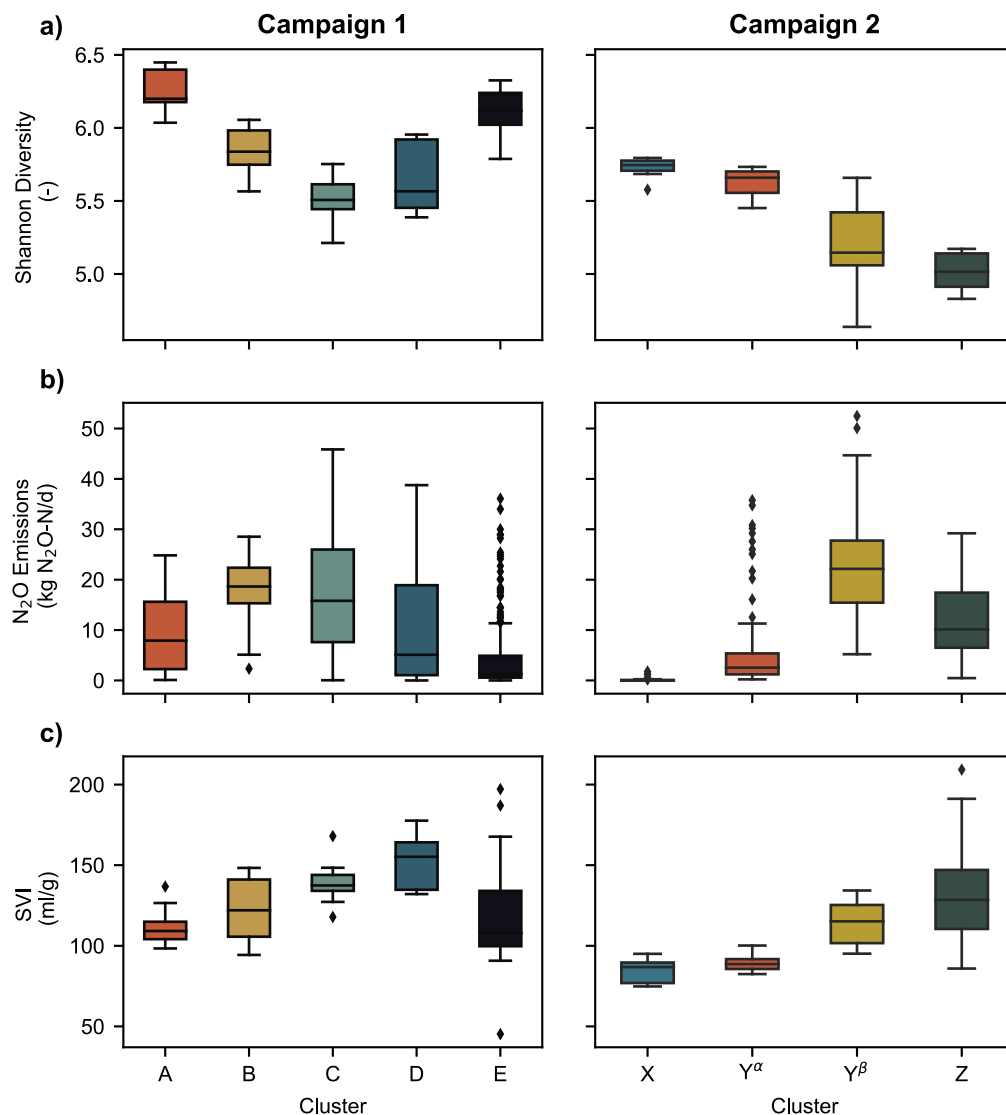 a)
Campaign 1
Campaign 2
Shannon Diversity
(-)
6.5
6.0
5.5
5.0
b)
N₂O Emissions
(kg N₂O-N/d)
50
40
30
20
10
0
c)
SVI
(ml/g)
200
150
100
50
A B C D E
X Yα Yβ Z
Cluster
Cluster